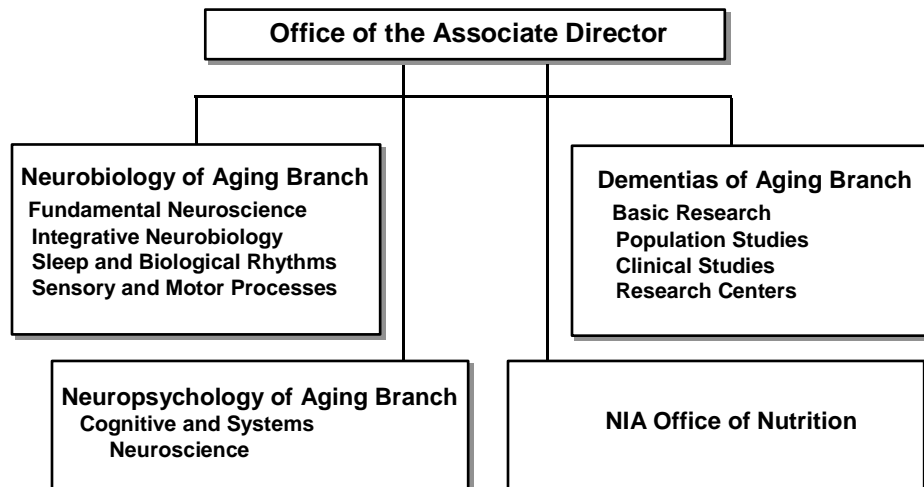 Office of the Associate Director
Neurobiology of Aging Branch
Fundamental Neuroscience
Integrative Neurobiology
Sleep and Biological Rhythms
Sensory and Motor Processes
Dementias of Aging Branch
Basic Research
Population Studies
Clinical Studies
Research Centers
Neuropsychology of Aging Branch
Cognitive and Systems
Neuroscience
NIA Office of Nutrition